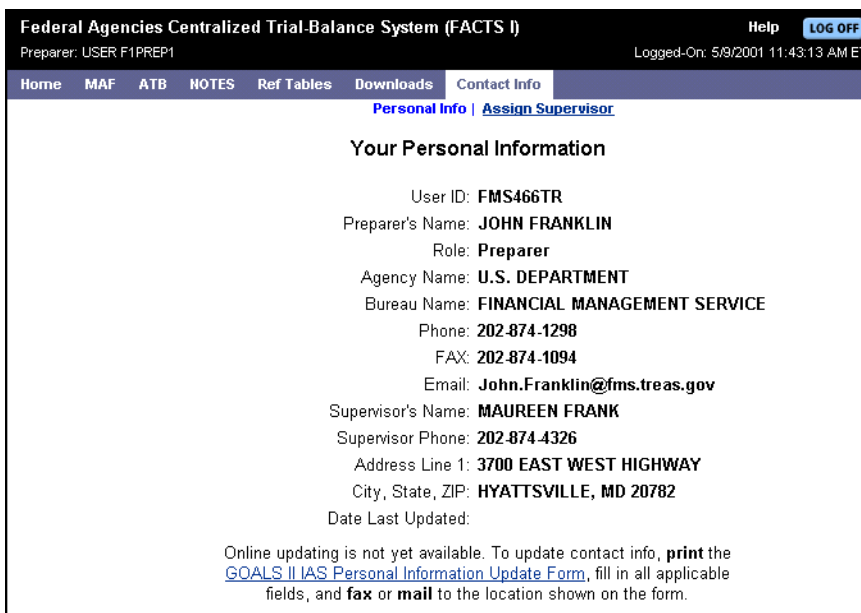 Federal Agencies Centralized Trial-Balance System (FACTS I) Help LOG OFF
Preparer: USER F1PREP1 Logged-On: 5/9/2001 11:43:13 AM E
Home MAF ATB NOTES Ref Tables Downloads Contact Info
Personal Info | Assign Supervisor
Your Personal Information
User ID: FMS466TR
Preparer's Name: JOHN FRANKLIN
Role: Preparer
Agency Name: U.S. DEPARTMENT
Bureau Name: FINANCIAL MANAGEMENT SERVICE
Phone: 202-874-1298
FAX: 202-874-1094
Email: John.Franklin@fms.treas.gov
Supervisor's Name: MAUREEN FRANK
Supervisor Phone: 202-874-4326
Address Line 1: 3700 EAST WEST HIGHWAY
City, State, ZIP: HYATTSVILLE, MD 20782
Date Last Updated:
Online updating is not yet available. To update contact info, print the
GOALS II IAS Personal Information Update Form, fill in all applicable
fields, and fax or mail to the location shown on the form.